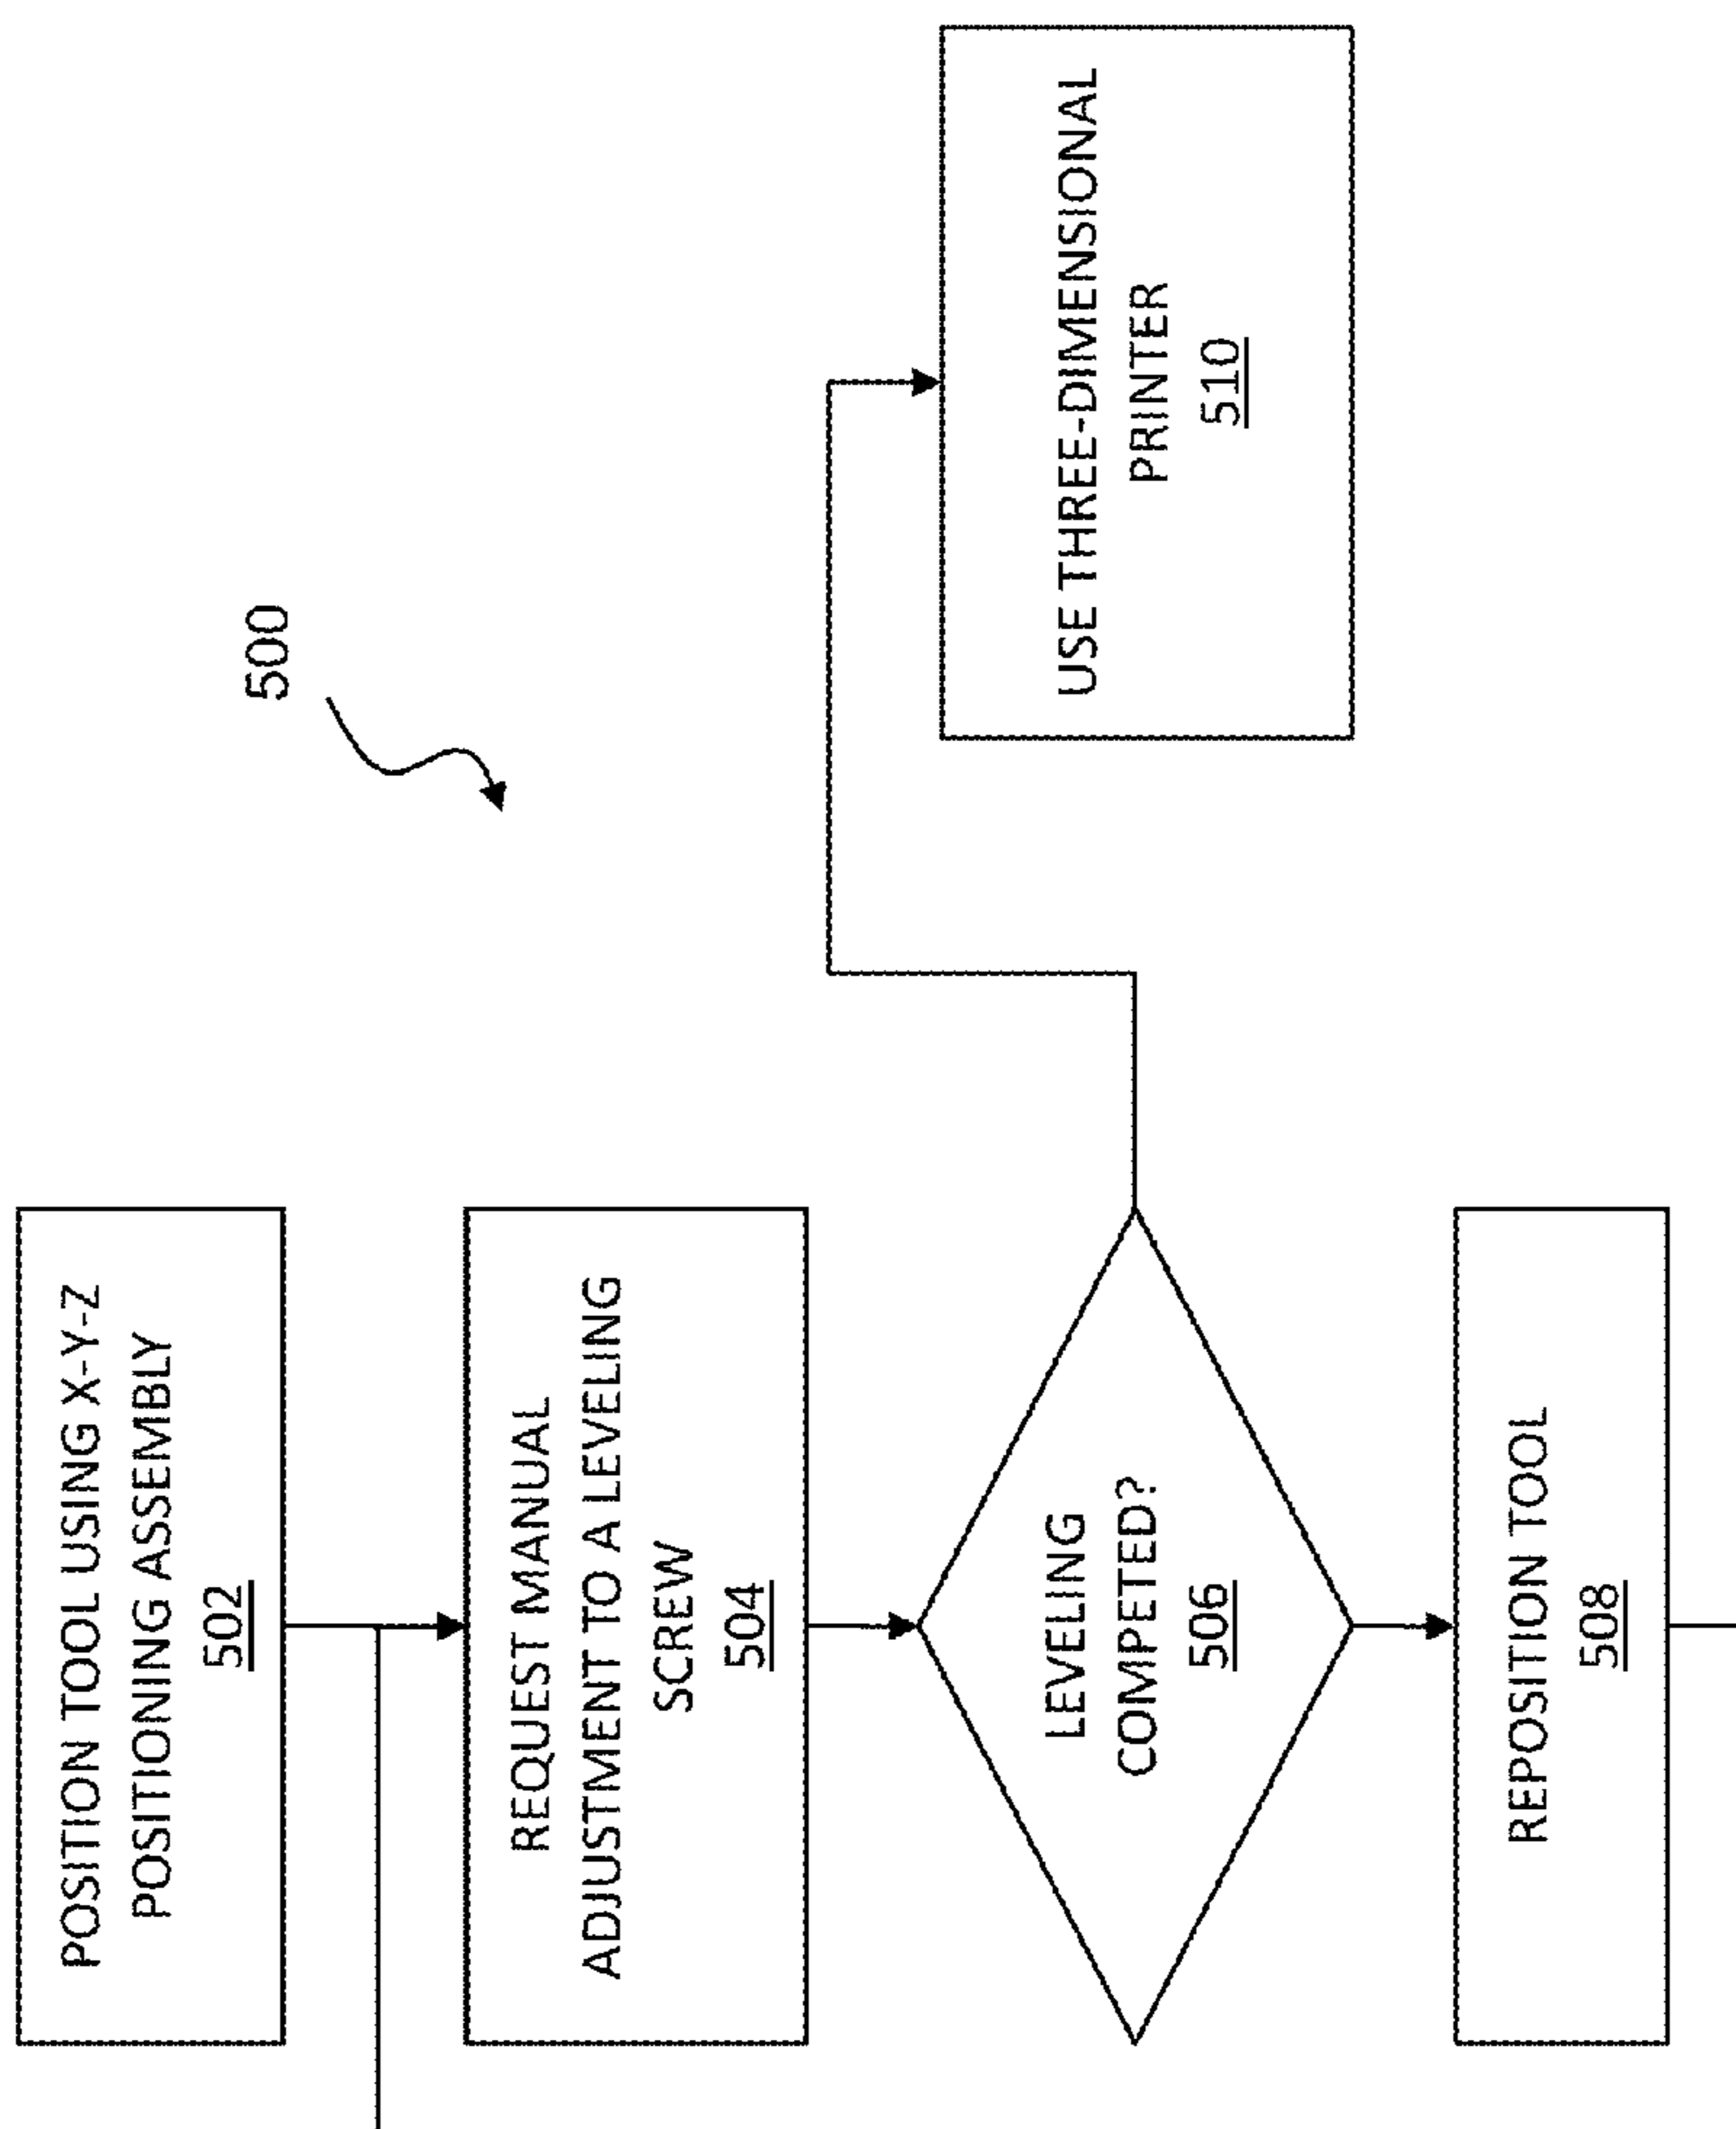 500
POSITION TOOL USING X-Y-Z
POSITIONING ASSEMBLY
502
REQUEST MANUAL
ADJUSTMENT TO A LEVELING
SCREW
504
LEVELING
COMPETED?
506
REPOSITION TOOL
508
USE THREE-DIMENSIONAL
PRINTER
510